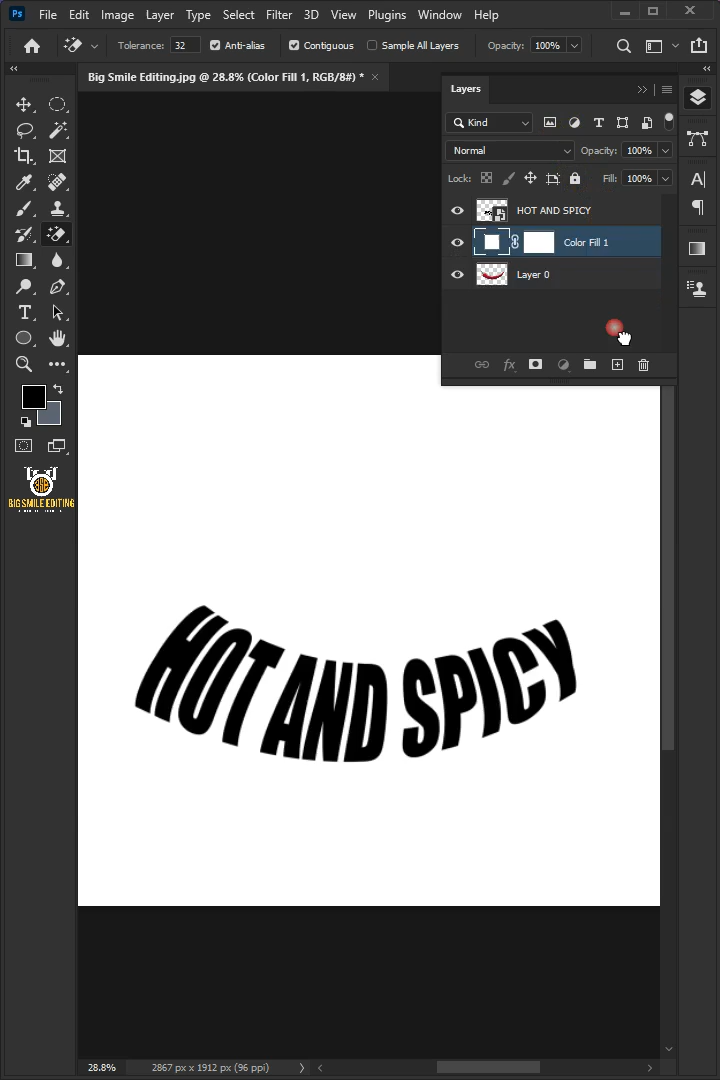 Ps File Edit Image Layer Type Select Filter 3D View Plugins Window Help
Tolerance: 32 Anti-alias Contiguous Sample All Layers Opacity: 100%
Big Smile Editing.jpg @ 28.8% (Color Fill 1, RGB/8#) *
Layers
Kind
Normal Opacity: 100%
Lock: Fill: 100%
HOT AND SPICY
Color Fill 1
Layer 0
fx
BIG SMILE EDITING
HOT AND SPICY
28.8% 2867 px x 1912 px (96 ppi)